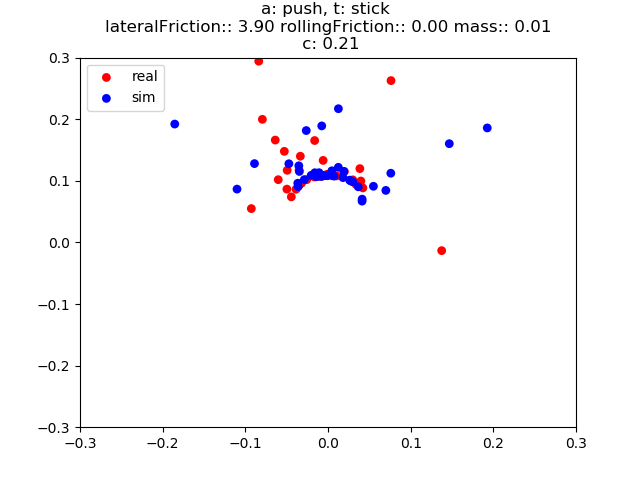 a: push, t: stick
lateralFriction:: 3.90 rollingFriction:: 0.00 mass:: 0.01
c: 0.21
real
sim
0.3
0.2
0.1
0.0
−0.1
−0.2
−0.3
−0.3
−0.2
−0.1
0.0
0.1
0.2
0.3